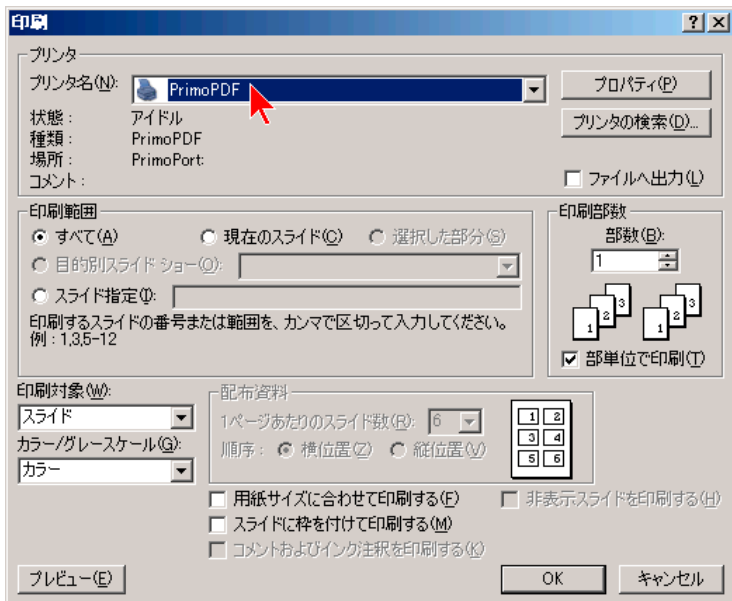 印刷
プリンタ
プリンタ名(N): PrimoPDF プロパティ(P)
状態： アイドル プリンタの検索(D)...
種類： PrimoPDF
場所： PrimoPort:
コメント： ファイルへ出力(L)
印刷範囲
すべて(A) 現在のスライド(C) 選択した部分(S)
目的別スライド ショー(O):
スライド指定(I):
印刷するスライドの番号または範囲を、カンマで区切って入力してください。
例：1,3,5-12
印刷部数
部数(B):
1
1 2 3 1 2 3
部単位で印刷(T)
印刷対象(W):
スライド
カラー/グレースケール(G):
カラー
配布資料
1ページあたりのスライド数(R): 6
順序： 横位置(Z) 縦位置(V)
1 2
3 4
5 6
用紙サイズに合わせて印刷する(F) 非表示スライドを印刷する(H)
スライドに枠を付けて印刷する(M)
コメントおよびインク注釈を印刷する(K)
プレビュー(E) OK キャンセル